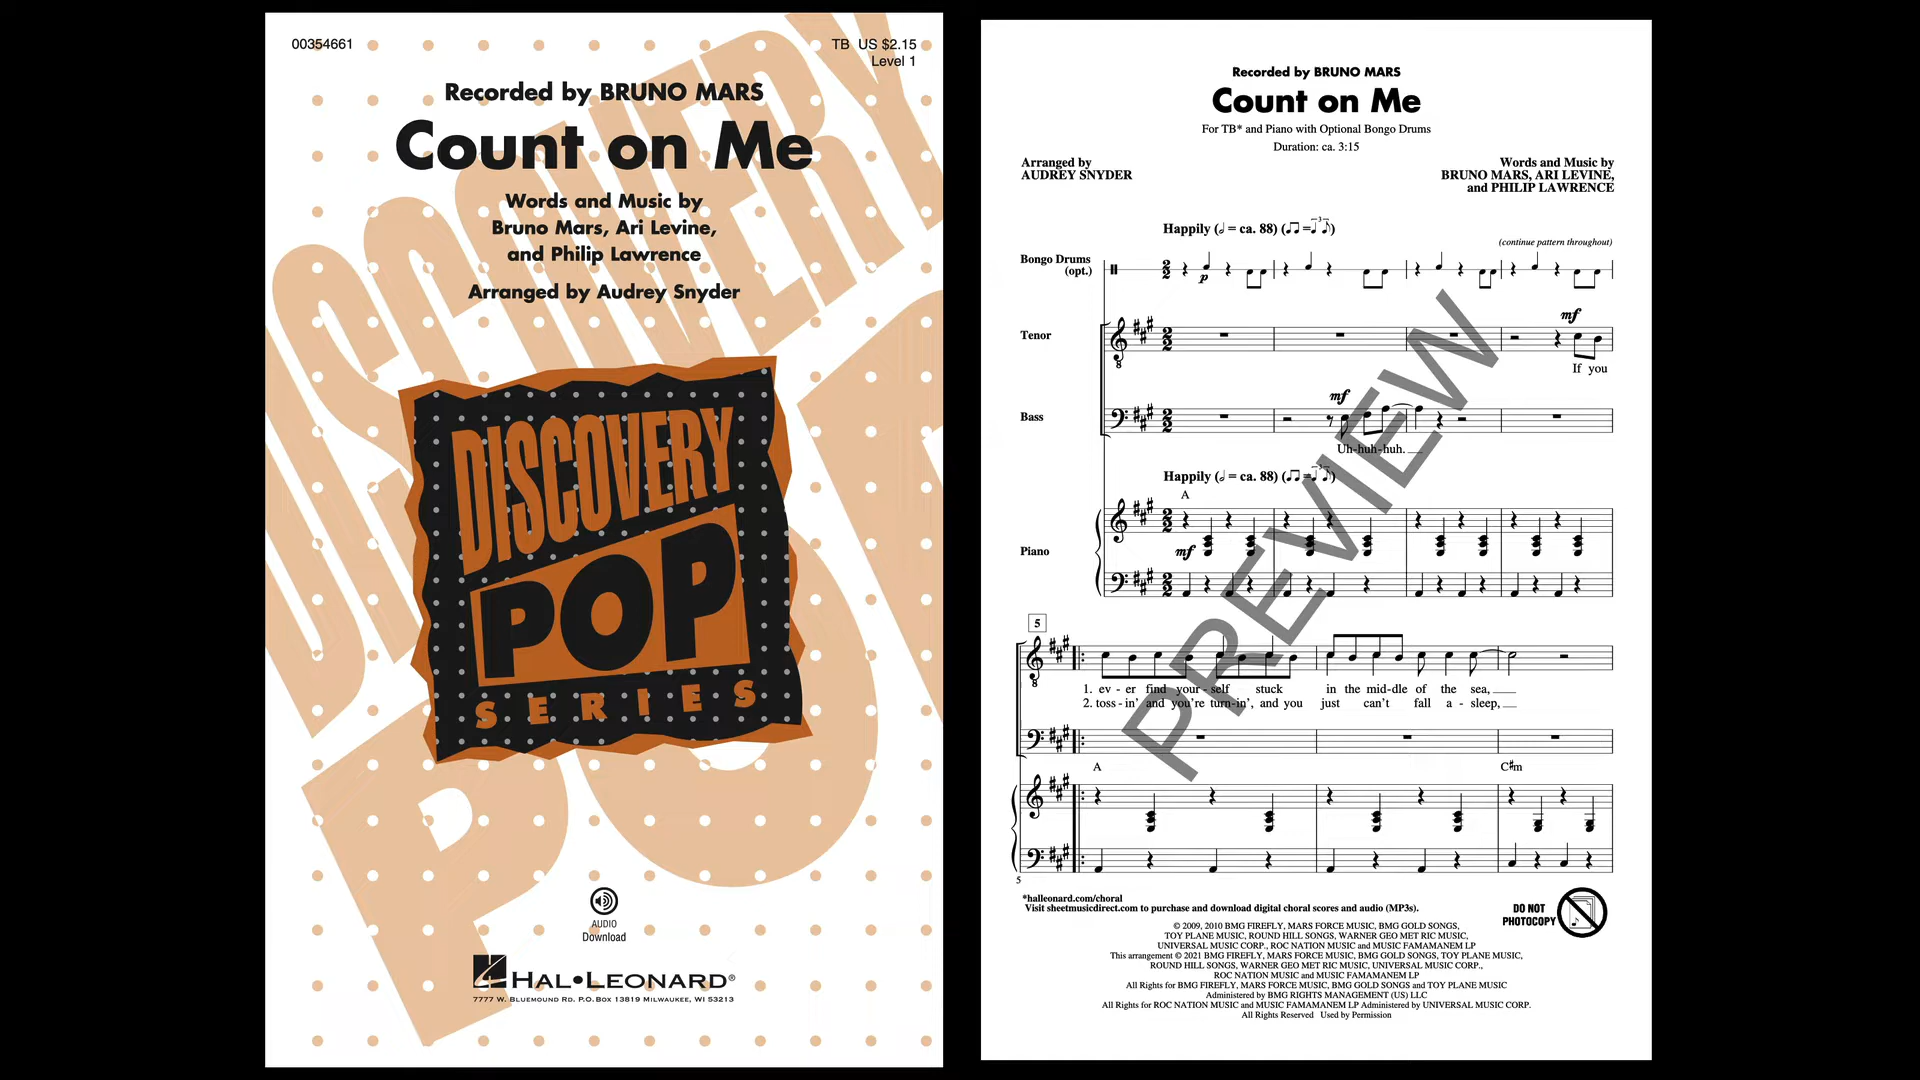 00354661
TB US $2.15
Level 1
Recorded by BRUNO MARS
Count on Me
Words and Music by
Bruno Mars, Ari Levine,
and Philip Lawrence
Arranged by Audrey Snyder
DISCOVERY
POP
SERIES
AUDIO
Download
HAL•LEONARD®
7777 W. BLUEMOUND RD. P.O. BOX 13819 MILWAUKEE, WI 53213
Recorded by BRUNO MARS
Count on Me
For TB* and Piano with Optional Bongo Drums
Duration: ca. 3:15
Arranged by
AUDREY SNYDER
Words and Music by
BRUNO MARS, ARI LEVINE,
and PHILIP LAWRENCE
Happily (𝅗𝅥 = ca. 88) (♫ = ♩ ♪ 3)
(continue pattern throughout)
Bongo Drums
(opt.)
p
mf
Tenor
If you
mf
Bass
Uh-huh-huh.
Happily (𝅗𝅥 = ca. 88) (♫ = ♩ ♪ 3)
A
Piano
mf
PREVIEW
5
1. ev - er find your - self stuck in the mid-dle of the sea,
2. toss - in' and you're turn-in', and you just can't fall a - sleep,
A C#m
5
*halleonard.com/choral
Visit sheetmusicdirect.com to purchase and download digital choral scores and audio (MP3s).
DO NOT
PHOTOCOPY
© 2009, 2010 BMG FIREFLY, MARS FORCE MUSIC, BMG GOLD SONGS,
TOY PLANE MUSIC, ROUND HILL SONGS, WARNER GEO MET RIC MUSIC,
UNIVERSAL MUSIC CORP., ROC NATION MUSIC and MUSIC FAMAMANEM LP
This arrangement © 2021 BMG FIREFLY, MARS FORCE MUSIC, BMG GOLD SONGS, TOY PLANE MUSIC,
ROUND HILL SONGS, WARNER GEO MET RIC MUSIC, UNIVERSAL MUSIC CORP.,
ROC NATION MUSIC and MUSIC FAMAMANEM LP
All Rights for BMG FIREFLY, MARS FORCE MUSIC, BMG GOLD SONGS and TOY PLANE MUSIC
Administered by BMG RIGHTS MANAGEMENT (US) LLC
All Rights for ROC NATION MUSIC and MUSIC FAMAMANEM LP Administered by UNIVERSAL MUSIC CORP.
All Rights Reserved Used by Permission